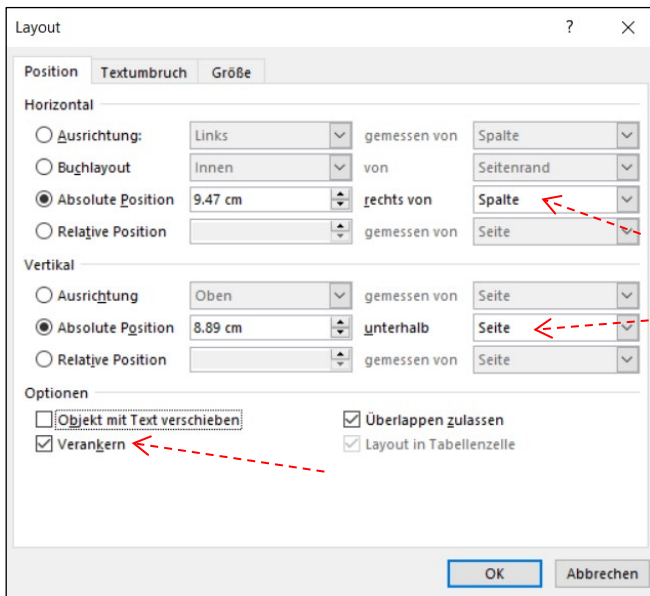 Layout ?
Position Textumbruch Größe
Horizontal
Ausrichtung: Links gemessen von Spalte
Buchlayout Innen von Seitenrand
Absolute Position 9.47 cm rechts von Spalte
Relative Position gemessen von Seite
Vertikal
Ausrichtung Oben gemessen von Seite
Absolute Position 8.89 cm unterhalb Seite
Relative Position gemessen von Seite
Optionen
Objekt mit Text verschieben Überlappen zulassen
Verankern Layout in Tabellenzelle
OK Abbrechen